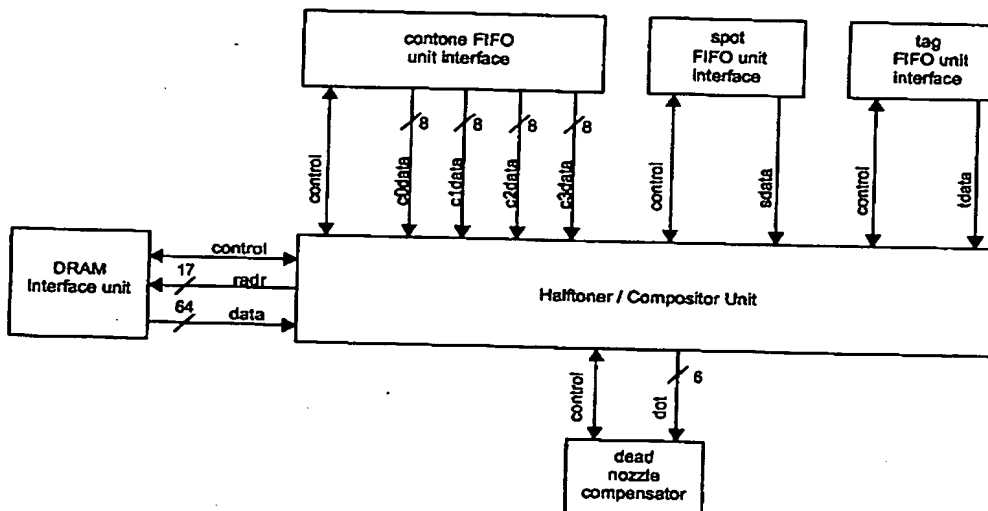 contone FIFO
unit interface
spot
FIFO unit
Interface
tag
FIFO unit
interface
8
8
8
8
control
c0data
c1data
c2data
c3data
control
sdata
control
tdata
DRAM
Interface unit
control
17
radr
64
data
Halftoner / Compositor Unit
control
dot
6
dead
nozzle
compensator